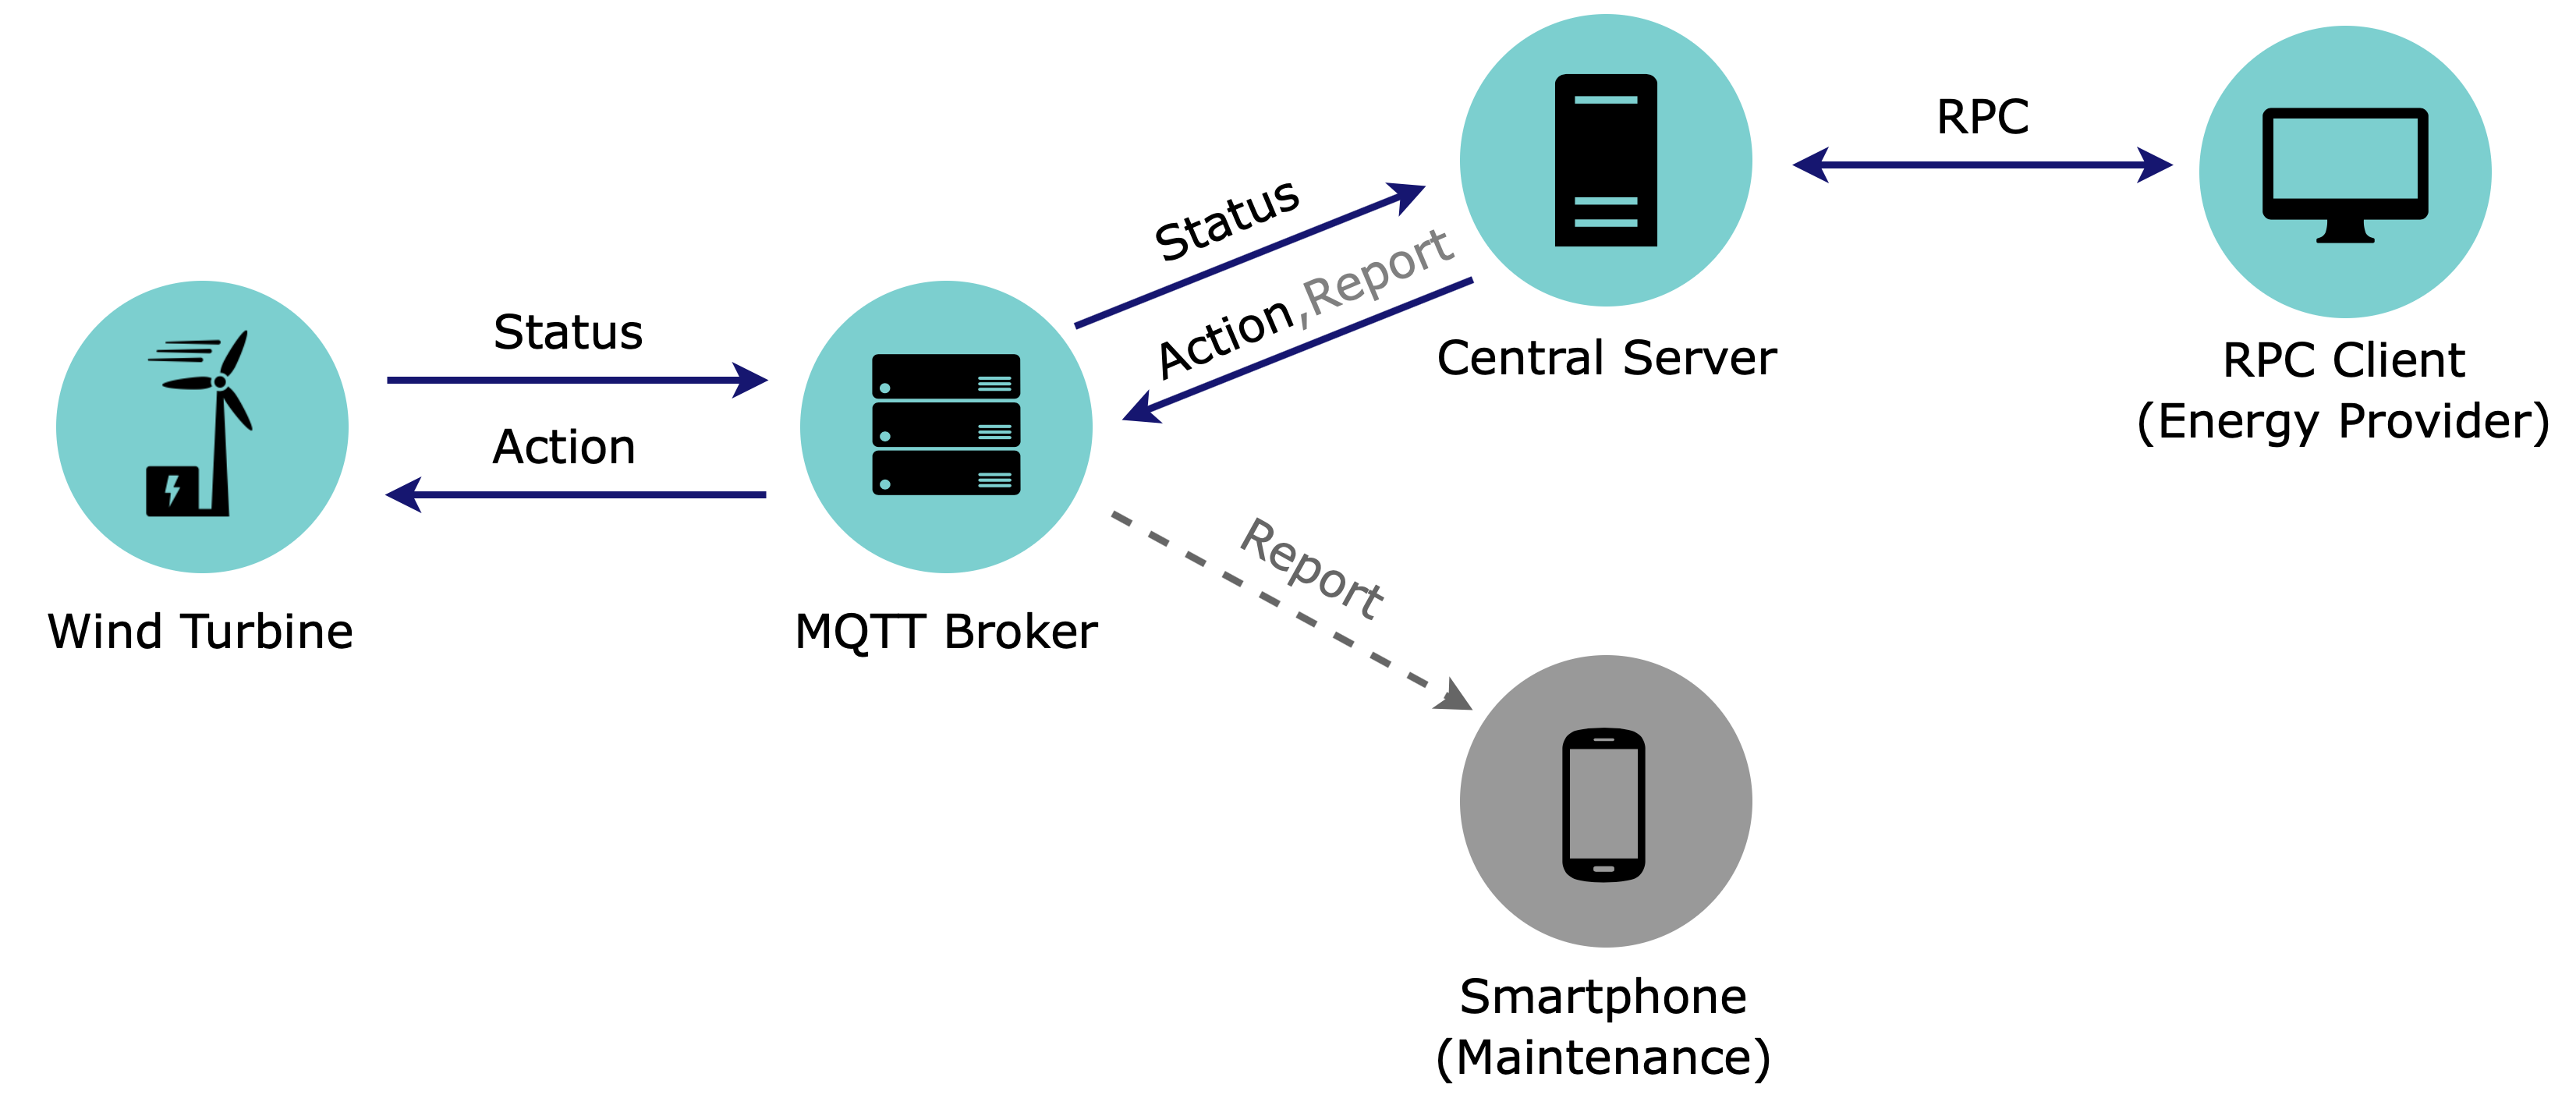 Status
Action
Wind Turbine
MQTT Broker
Status
Action,Report
Central Server
RPC
RPC Client
(Energy Provider)
Report
Smartphone
(Maintenance)